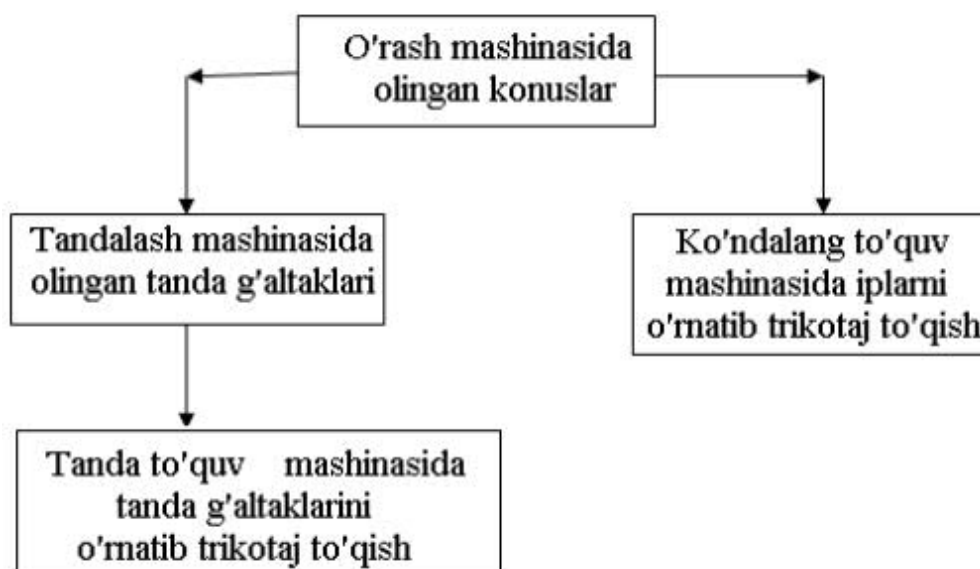 O'rash mashinasida
olingan konuslar
Tandalash mashinasida
olingan tanda g'altaklari
Ko'ndalang to'quv
mashinasida iplarni
o'rnatib trikotaj to'qish
Tanda to'quv mashinasida
tanda g'altaklarini
o'rnatib trikotaj to'qish